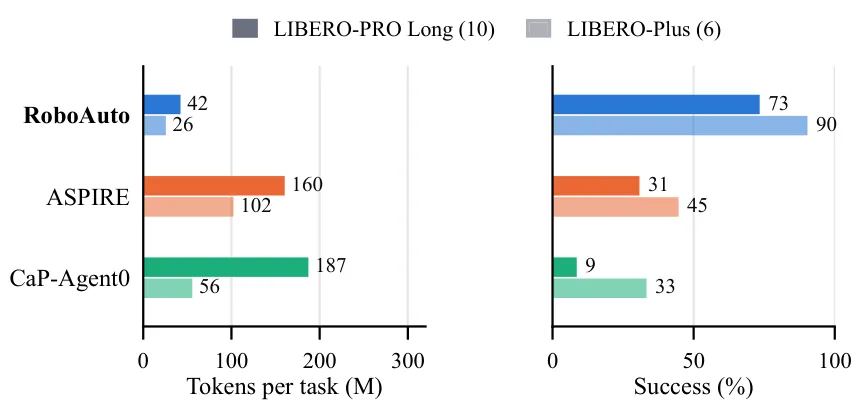 LIBERO-PRO Long (10) LIBERO-Plus (6)
RoboAuto
42
26
73
90
ASPIRE
160
102
31
45
CaP-Agent0
187
56
9
33
0 100 200 300
0 50 100
Tokens per task (M)
Success (%)